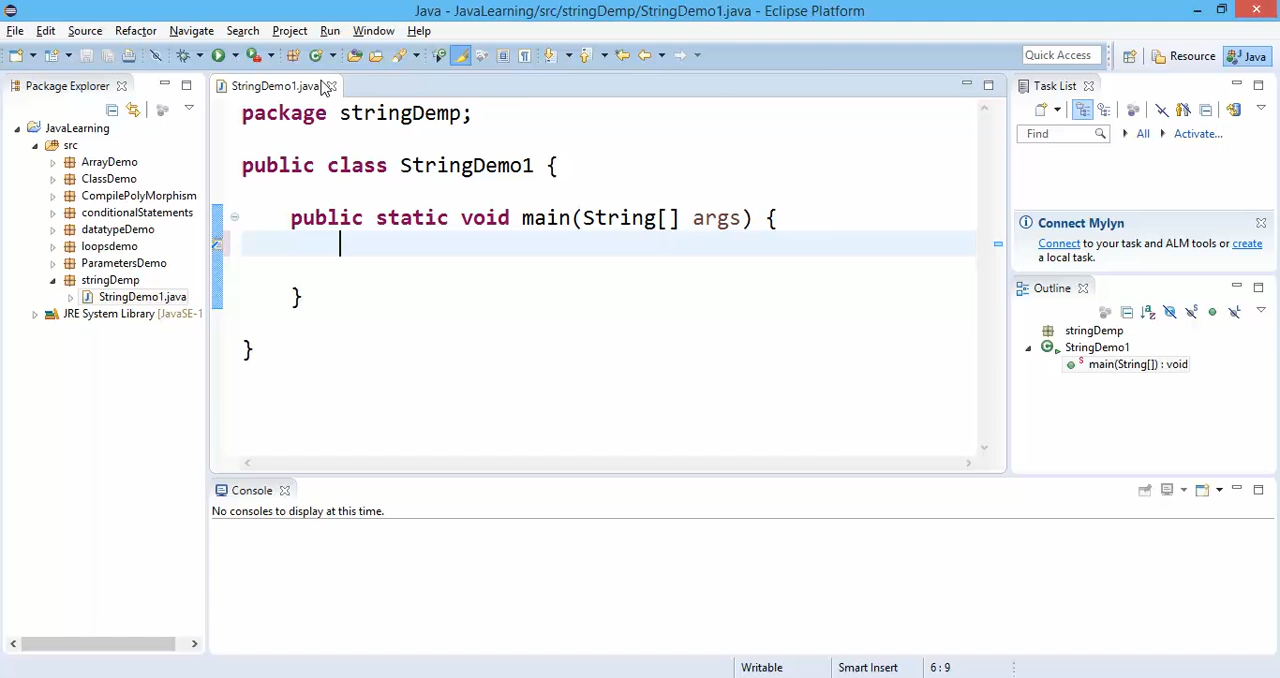 Java - JavaLearning/src/stringDemp/StringDemo1.java - Eclipse Platform
File Edit Source Refactor Navigate Search Project Run Window Help
Quick Access Resource Java
Package Explorer
JavaLearning
src
ArrayDemo
ClassDemo
CompilePolyMorphism
conditionalStatements
datatypeDemo
loopsdemo
ParametersDemo
stringDemp
StringDemo1.java
JRE System Library [JavaSE-1
StringDemo1.java
package stringDemp;
public class StringDemo1 {
public static void main(String[] args) {
}
}
Console
No consoles to display at this time.
Task List
Find All Activate...
Connect Mylyn
Connect to your task and ALM tools or create
a local task.
Outline
stringDemp
StringDemo1
main(String[]) : void
Writable Smart Insert 6 : 9